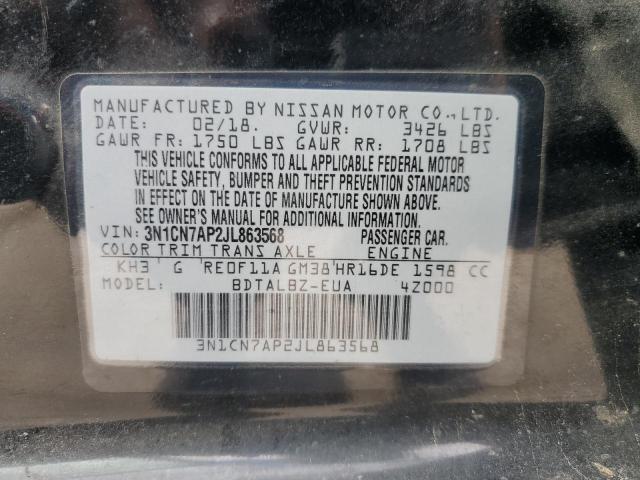 MANUFACTURED BY NISSAN MOTOR CO., LTD.
DATE: 02/18. GVWR: 3426 LBS
GAWR FR: 1750 LBS GAWR RR: 1708 LBS
THIS VEHICLE CONFORMS TO ALL APPLICABLE FEDERAL MOTOR
VEHICLE SAFETY, BUMPER AND THEFT PREVENTION STANDARDS
IN EFFECT ON THE DATE OF MANUFACTURE SHOWN ABOVE.
SEE OWNER'S MANUAL FOR ADDITIONAL INFORMATION.
VIN: 3N1CN7AP2JL863568 PASSENGER CAR.
COLOR TRIM TRANS AXLE ENGINE
KH3 G RE0F11A GM38 HR16DE 1598 CC
MODEL: BDTALBZ-EUA 4Z000
3N1CN7AP2JL863568